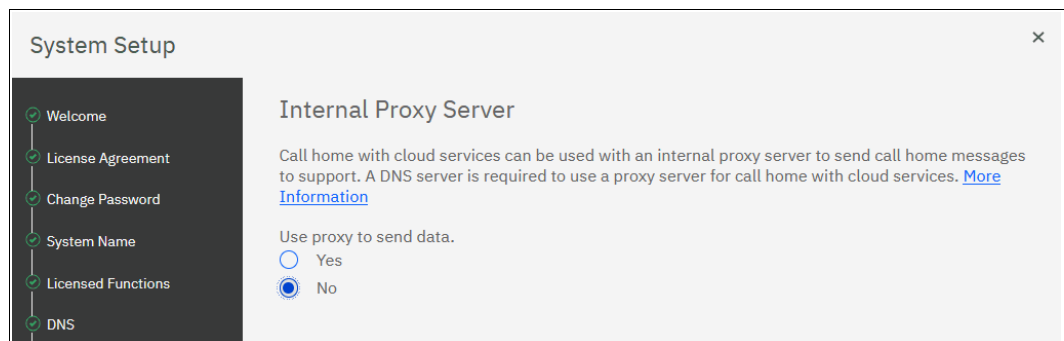 System Setup
Welcome
License Agreement
Change Password
System Name
Licensed Functions
DNS
Internal Proxy Server
Call home with cloud services can be used with an internal proxy server to send call home messages
to support. A DNS server is required to use a proxy server for call home with cloud services. More
Information
Use proxy to send data.
Yes
No